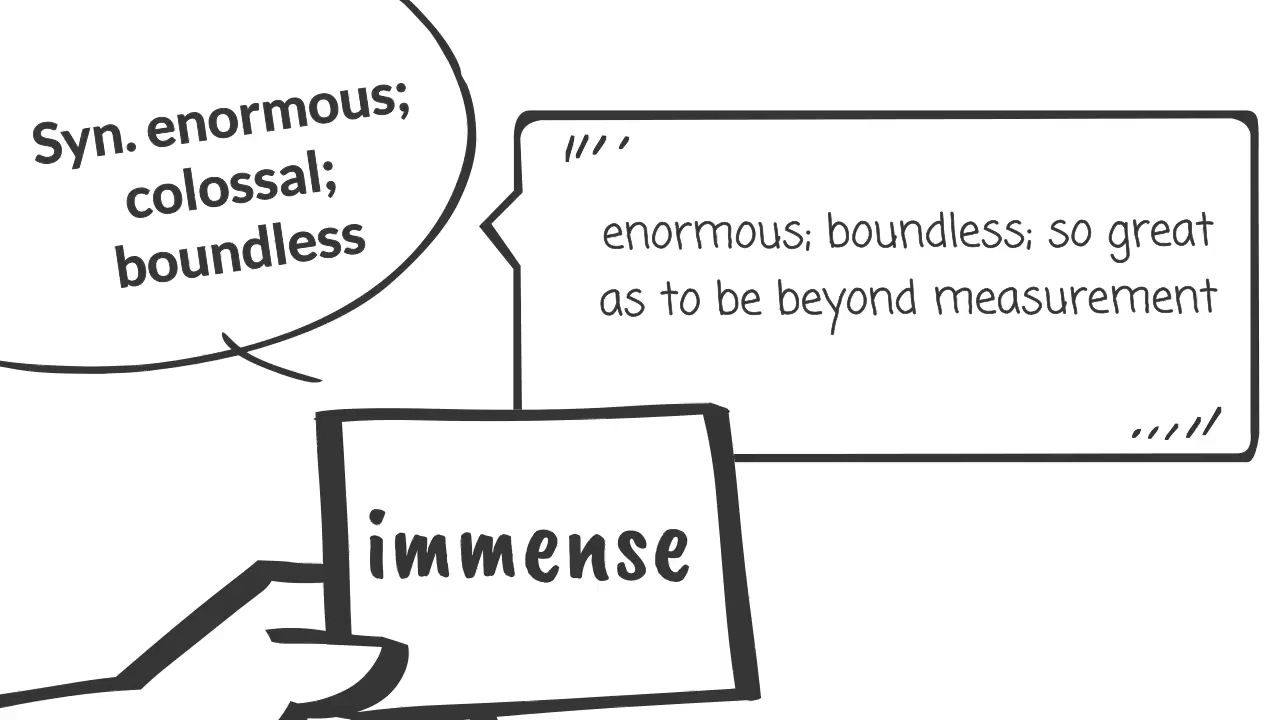 Syn. enormous;
colossal;
boundless
enormous; boundless; so great
as to be beyond measurement
immense